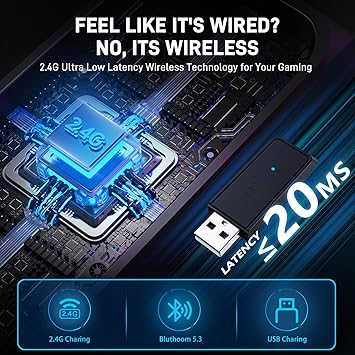 FEEL LIKE IT'S WIRED?
NO, ITS WIRELESS
2.4G Ultra Low Latency Wireless Technology for Your Gaming
2.4G
LATENCY ≤20MS
2.4G
2.4G Charing
Bluthoom 5.3
USB Charing